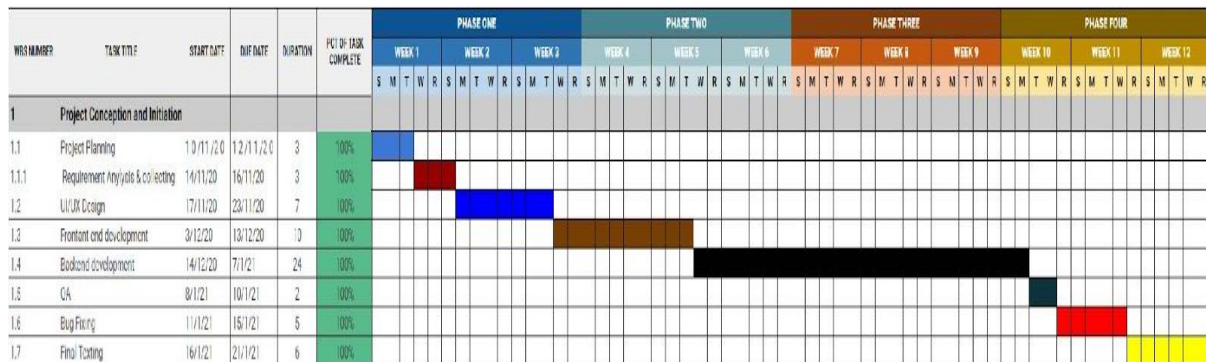 PHASE ONE PHASE TWO PHASE THREE PHASE FOUR
WBS NUMBER TASK TITLE START DATE DUE DATE DURATION PCT OF TASK COMPLETE
WEEK 1 WEEK 2 WEEK 3 WEEK 4 WEEK 5 WEEK 6 WEEK 7 WEEK 8 WEEK 9 WEEK 10 WEEK 11 WEEK 12
S M T W R S M T W R S M T W R S M T W R S M T W R S M T W R S M T W R S M T W R S M T W R S M T W R S M T W R S M T W R
1 Project Conception and Initiation
1.1 Project Planning 10/11/20 12/11/20 3 100%
1.1.1 Requirement Anylysis & collecting 14/11/20 16/11/20 3 100%
1.2 UI/UX Design 17/11/20 23/11/20 7 100%
1.3 Frontant end development 3/12/20 13/12/20 10 100%
1.4 Backend development 14/12/20 7/1/21 24 100%
1.5 QA 8/1/21 10/1/21 2 100%
1.6 Bug Fixing 11/1/21 15/1/21 5 100%
1.7 Final Texting 16/1/21 21/1/21 6 100%